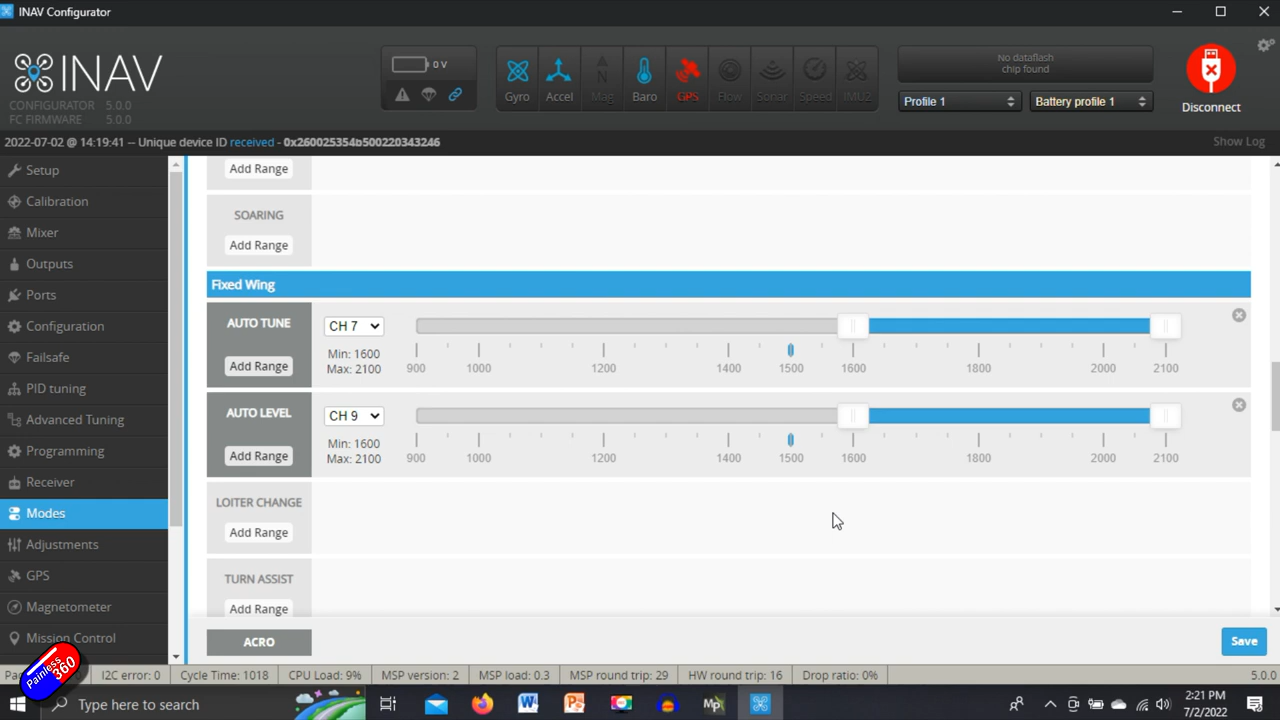 INAV Configurator
INAV
CONFIGURATOR 5.0.0
FC FIRMWARE 5.0.0
0 V
Gyro
Accel
Mag
Baro
GPS
Flow
Sonar
Speed
IMU2
No dataflash
chip found
Profile 1
Battery profile 1
Disconnect
2022-07-02 @ 14:19:41 -- Unique device ID received - 0x260025354b500220343246
Show Log
Setup
Calibration
Mixer
Outputs
Ports
Configuration
Failsafe
PID tuning
Advanced Tuning
Programming
Receiver
Modes
Adjustments
GPS
Magnetometer
Mission Control
Add Range
SOARING
Add Range
Fixed Wing
AUTO TUNE
Add Range
CH 7
Min: 1600
Max: 2100
900 1000 1200 1400 1500 1600 1800 2000 2100
AUTO LEVEL
Add Range
CH 9
Min: 1600
Max: 2100
900 1000 1200 1400 1500 1600 1800 2000 2100
LOITER CHANGE
Add Range
TURN ASSIST
Add Range
ACRO
Save
I2C error: 0
Cycle Time: 1018
CPU Load: 9%
MSP version: 2
MSP load: 0.3
MSP round trip: 29
HW round trip: 16
Drop ratio: 0%
5.0.0
Painless
360
Type here to search
2:21 PM
7/2/2022